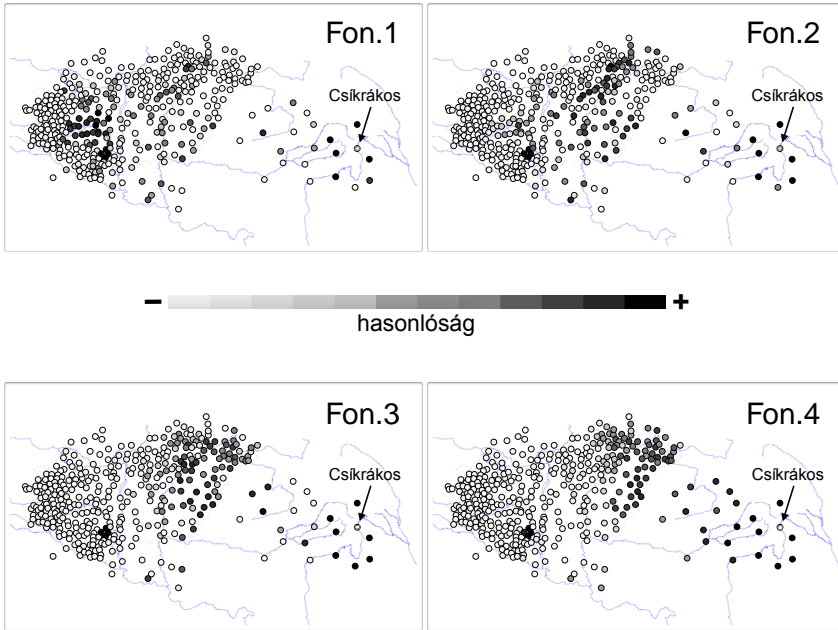 Fon.1
Csíkrákos
Fon.2
Csíkrákos
− +
hasonlóság
Fon.3
Csíkrákos
Fon.4
Csíkrákos